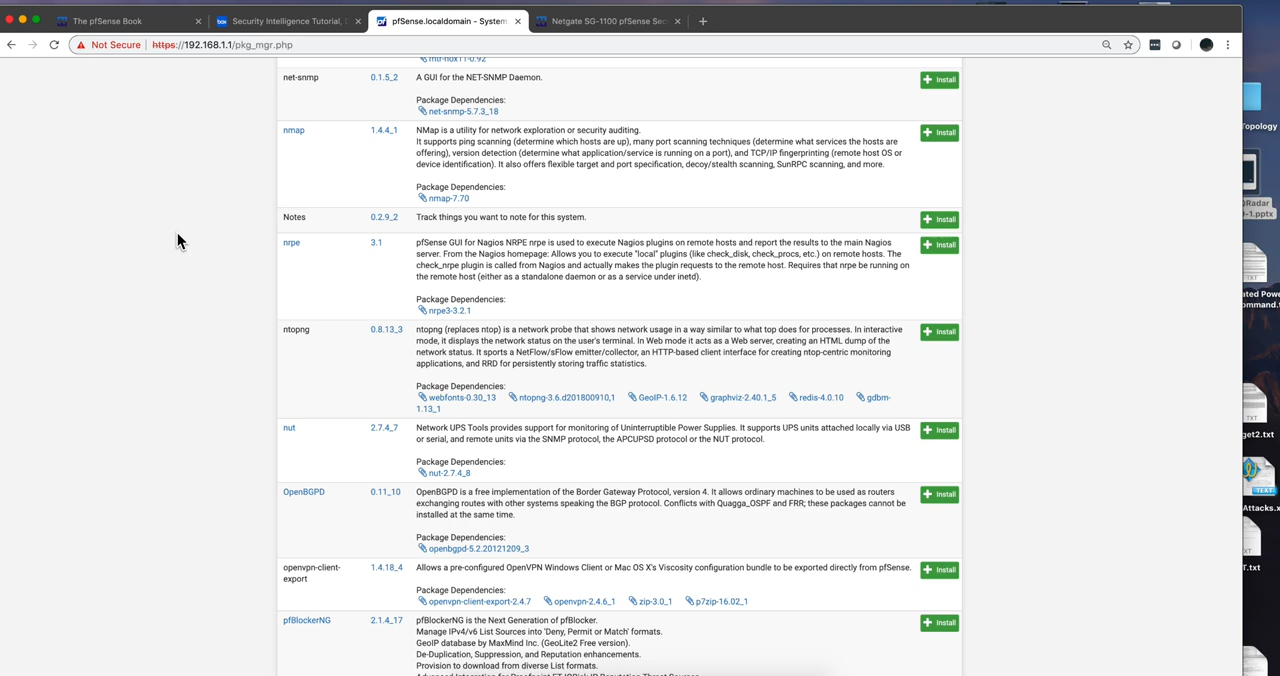 The pfSense Book
Security Intelligence Tutorial, D
pfSense.localdomain - System
Netgate SG-1100 pfSense Sec
Not Secure
https://192.168.1.1/pkg_mgr.php
net-snmp 0.1.5_2 A GUI for the NET-SNMP Daemon. Install
Package Dependencies:
net-snmp-5.7.3_18
nmap 1.4.4_1 NMap is a utility for network exploration or security auditing. Install
It supports ping scanning (determine which hosts are up), many port scanning techniques (determine what services the hosts are
offering), version detection (determine what application/service is running on a port), and TCP/IP fingerprinting (remote host OS or
device identification). It also offers flexible target and port specification, decoy/stealth scanning, SunRPC scanning, and more.
Package Dependencies:
nmap-7.70
Notes 0.2.9_2 Track things you want to note for this system. Install
nrpe 3.1 pfSense GUI for Nagios NRPE nrpe is used to execute Nagios plugins on remote hosts and report the results to the main Nagios Install
server. From the Nagios homepage: Allows you to execute "local" plugins (like check_disk, check_procs, etc.) on remote hosts. The
check_nrpe plugin is called from Nagios and actually makes the plugin requests to the remote host. Requires that nrpe be running on
the remote host (either as a standalone daemon or as a service under inetd).
Package Dependencies:
nrpe3-3.2.1
ntopng 0.8.13_3 ntopng (replaces ntop) is a network probe that shows network usage in a way similar to what top does for processes. In interactive Install
mode, it displays the network status on the user's terminal. In Web mode it acts as a Web server, creating an HTML dump of the
network status. It sports a NetFlow/sFlow emitter/collector, an HTTP-based client interface for creating ntop-centric monitoring
applications, and RRD for persistently storing traffic statistics.
Package Dependencies:
webfonts-0.30_13 ntopng-3.6.d201800910,1 GeoIP-1.6.12 graphviz-2.40.1_5 redis-4.0.10 gdbm-
1.13_1
nut 2.7.4_7 Network UPS Tools provides support for monitoring of Uninterruptible Power Supplies. It supports UPS units attached locally via USB Install
or serial, and remote units via the SNMP protocol, the APCUPSD protocol or the NUT protocol.
Package Dependencies:
nut-2.7.4_8
OpenBGPD 0.11_10 OpenBGPD is a free implementation of the Border Gateway Protocol, version 4. It allows ordinary machines to be used as routers Install
exchanging routes with other systems speaking the BGP protocol. Conflicts with Quagga_OSPF and FRR; these packages cannot be
installed at the same time.
Package Dependencies:
openbgpd-5.2.20121209_3
openvpn-client- 1.4.18_4 Allows a pre-configured OpenVPN Windows Client or Mac OS X's Viscosity configuration bundle to be exported directly from pfSense. Install
export
Package Dependencies:
openvpn-client-export-2.4.7 openvpn-2.4.6_1 zip-3.0_1 p7zip-16.02_1
pfBlockerNG 2.1.4_17 pfBlockerNG is the Next Generation of pfBlocker. Install
Manage IPv4/v6 List Sources into 'Deny, Permit or Match' formats.
GeoIP database by MaxMind Inc. (GeoLite2 Free version).
De-Duplication, Suppression, and Reputation enhancements.
Provision to download from diverse List formats.
Topology
QRadar
-1.pptx
TXT
ated Powe
ommand.t
TXT
get2.txt
TEXT
Attacks.x
T.txt